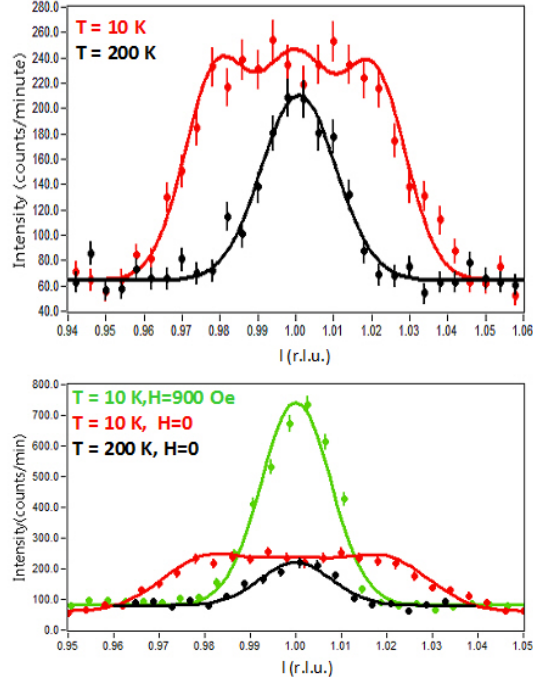 280.0
260.0
240.0
220.0
200.0
180.0
160.0
140.0
120.0
100.0
80.0
60.0
40.0
Intensity (counts/minute)
T = 10 K
T = 200 K
0.94 0.95 0.96 0.97 0.98 0.99 1.00 1.01 1.02 1.03 1.04 1.05 1.06
l (r.l.u.)
800.0
700.0
600.0
500.0
400.0
300.0
200.0
100.0
0.0
Intensity(counts/min)
T = 10 K,H=900 Oe
T = 10 K, H=0
T = 200 K, H=0
0.95 0.96 0.97 0.98 0.99 1.00 1.01 1.02 1.03 1.04 1.05
l (r.l.u.)